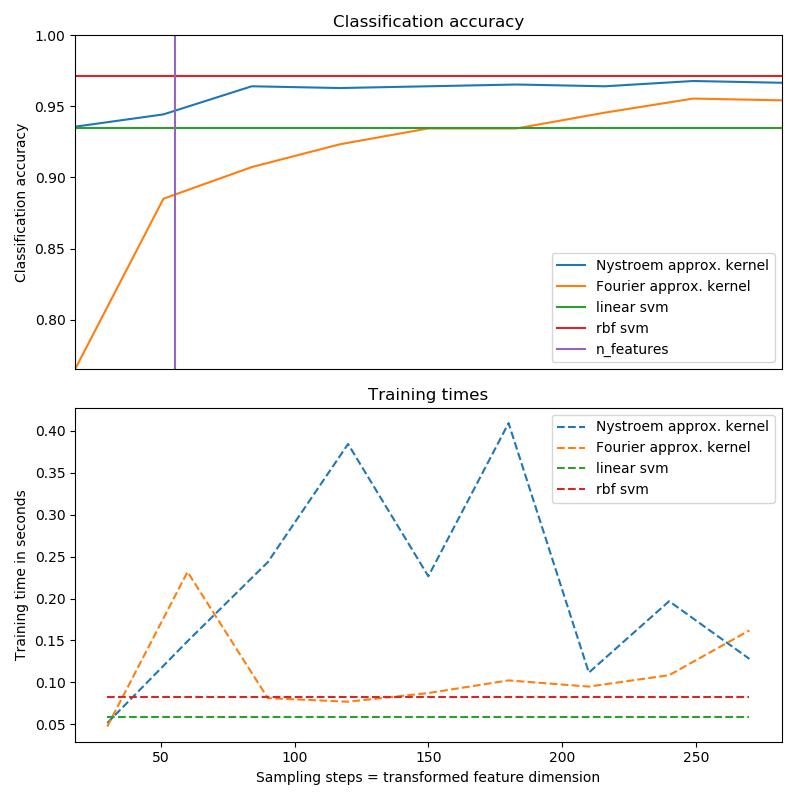 Classification accuracy
1.00
0.95
0.90
0.85
0.80
Classification accuracy
Nystroem approx. kernel
Fourier approx. kernel
linear svm
rbf svm
n_features
Training times
0.40
0.35
0.30
0.25
0.20
0.15
0.10
0.05
Training time in seconds
Nystroem approx. kernel
Fourier approx. kernel
linear svm
rbf svm
50 100 150 200 250
Sampling steps = transformed feature dimension